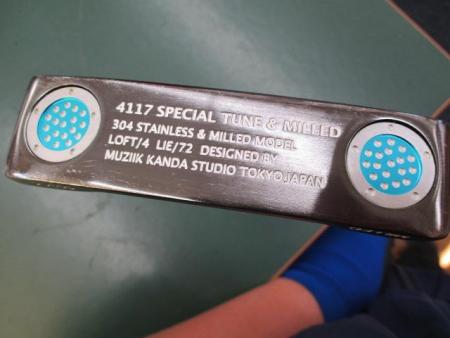 4117 SPECIAL TUNE & MILLED
304 STAINLESS & MILLED MODEL
LOFT/4 LIE/72 DESIGNED BY
MUZIIK KANDA STUDIO TOKYOJAPAN